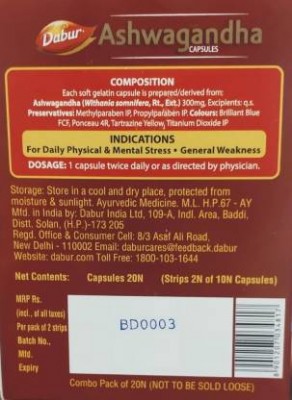 Dabur Ashwagandha
CAPSULES
COMPOSITION
Each soft gelatin capsule is prepared/derived from:
Ashwagandha (Withania somnifera, Rt., Ext.) 300mg, Excipients: q.s.
Preservatives: Methylparaben IP, Propylparaben IP. Colours: Brilliant Blue
FCF, Ponceau 4R, Tartrazine Yellow, Titanium Dioxide IP
INDICATIONS
For Daily Physical & Mental Stress • General Weakness
DOSAGE: 1 capsule twice daily or as directed by physician.
Storage: Store in a cool and dry place, protected from
moisture & sunlight. Ayurvedic Medicine. M.L. H.P.67 - AY
Mfd. in India by: Dabur India Ltd, 109-A, Indl. Area, Baddi,
Distt. Solan, (H.P.)-173 205
Regd. Office & Consumer Cell: 8/3 Asaf Ali Road,
New Delhi - 110002 Email: daburcares@feedback.dabur
Website: dabur.com Toll Free: 1800-103-1644
Net Contents: Capsules 20N (Strips 2N of 10N Capsules)
MRP Rs.
(incl., of all taxes)
Per pack of 2 strips
Batch No.,
Mfd.
Expiry
BD0003
Combo Pack of 20N (NOT TO BE SOLD LOOSE)